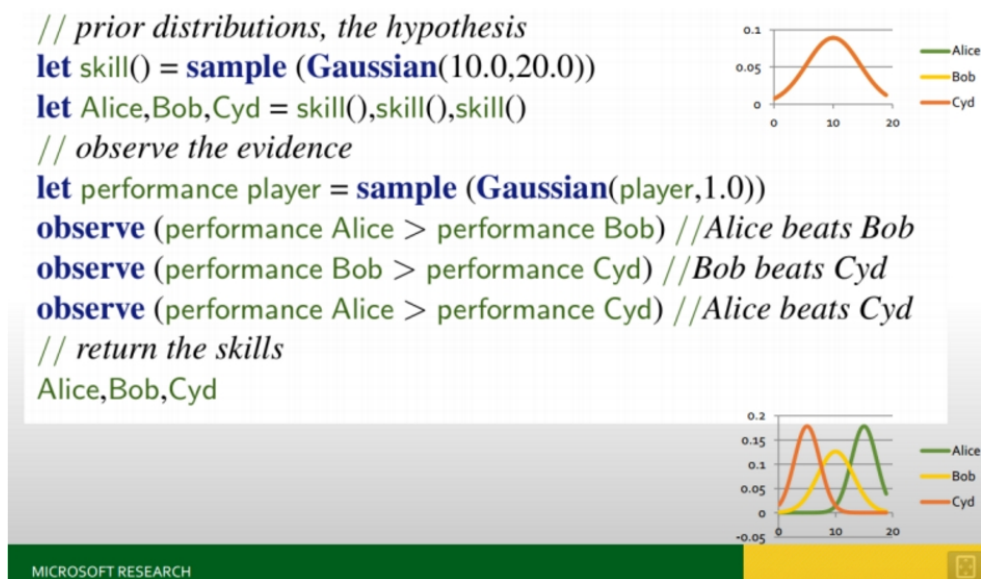 // prior distributions, the hypothesis
let skill() = sample (Gaussian(10.0,20.0))
let Alice,Bob,Cyd = skill(),skill(),skill()
// observe the evidence
let performance player = sample (Gaussian(player,1.0))
observe (performance Alice > performance Bob) //Alice beats Bob
observe (performance Bob > performance Cyd) //Bob beats Cyd
observe (performance Alice > performance Cyd) //Alice beats Cyd
// return the skills
Alice,Bob,Cyd
0.1
0.05
0
0 10 20
Alice
Bob
Cyd
0.2
0.15
0.1
0.05
0
-0.05
0 10 20
Alice
Bob
Cyd
MICROSOFT RESEARCH